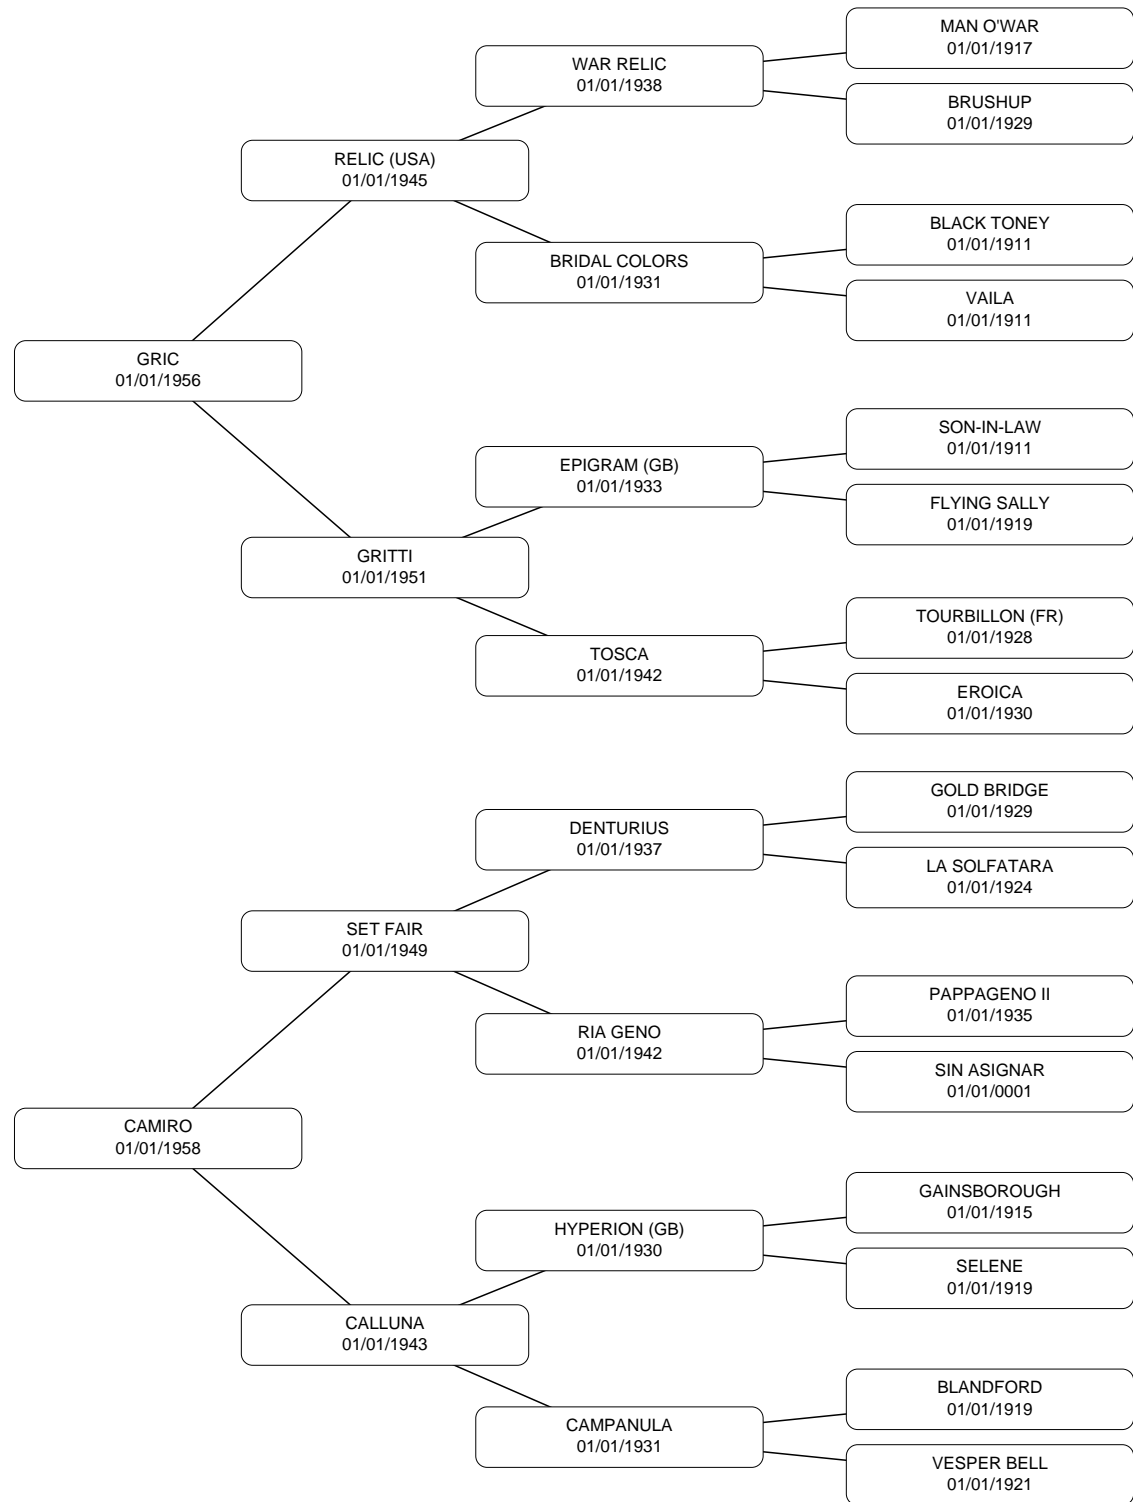 MAN O'WAR
01/01/1917
WAR RELIC
01/01/1938
BRUSHUP
01/01/1929
RELIC (USA)
01/01/1945
BLACK TONEY
01/01/1911
BRIDAL COLORS
01/01/1931
VAILA
01/01/1911
GRIC
01/01/1956
SON-IN-LAW
01/01/1911
EPIGRAM (GB)
01/01/1933
FLYING SALLY
01/01/1919
GRITTI
01/01/1951
TOURBILLON (FR)
01/01/1928
TOSCA
01/01/1942
EROICA
01/01/1930
GOLD BRIDGE
01/01/1929
DENTURIUS
01/01/1937
LA SOLFATARA
01/01/1924
SET FAIR
01/01/1949
PAPPAGENO II
01/01/1935
RIA GENO
01/01/1942
SIN ASIGNAR
01/01/0001
CAMIRO
01/01/1958
GAINSBOROUGH
01/01/1915
HYPERION (GB)
01/01/1930
SELENE
01/01/1919
CALLUNA
01/01/1943
BLANDFORD
01/01/1919
CAMPANULA
01/01/1931
VESPER BELL
01/01/1921